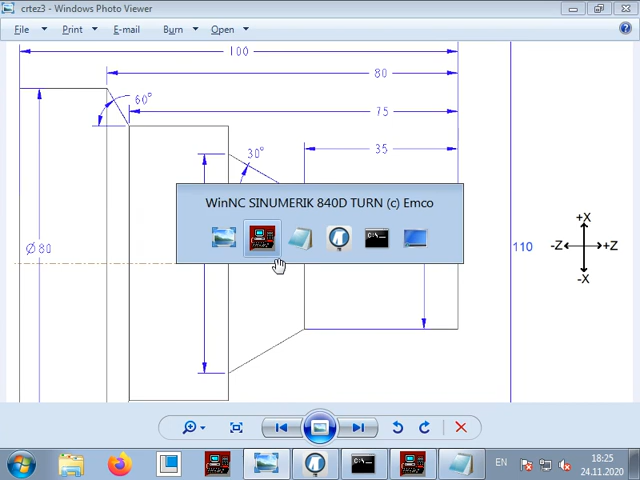 crtez3 - Windows Photo Viewer
File Print E-mail Burn Open
100
80
60°
75
30°
35
WinNC SINUMERIK 840D TURN (c) Emco
Ø80
110
+X
-Z +Z
-X
C:\
EN
18:25
24.11.2020